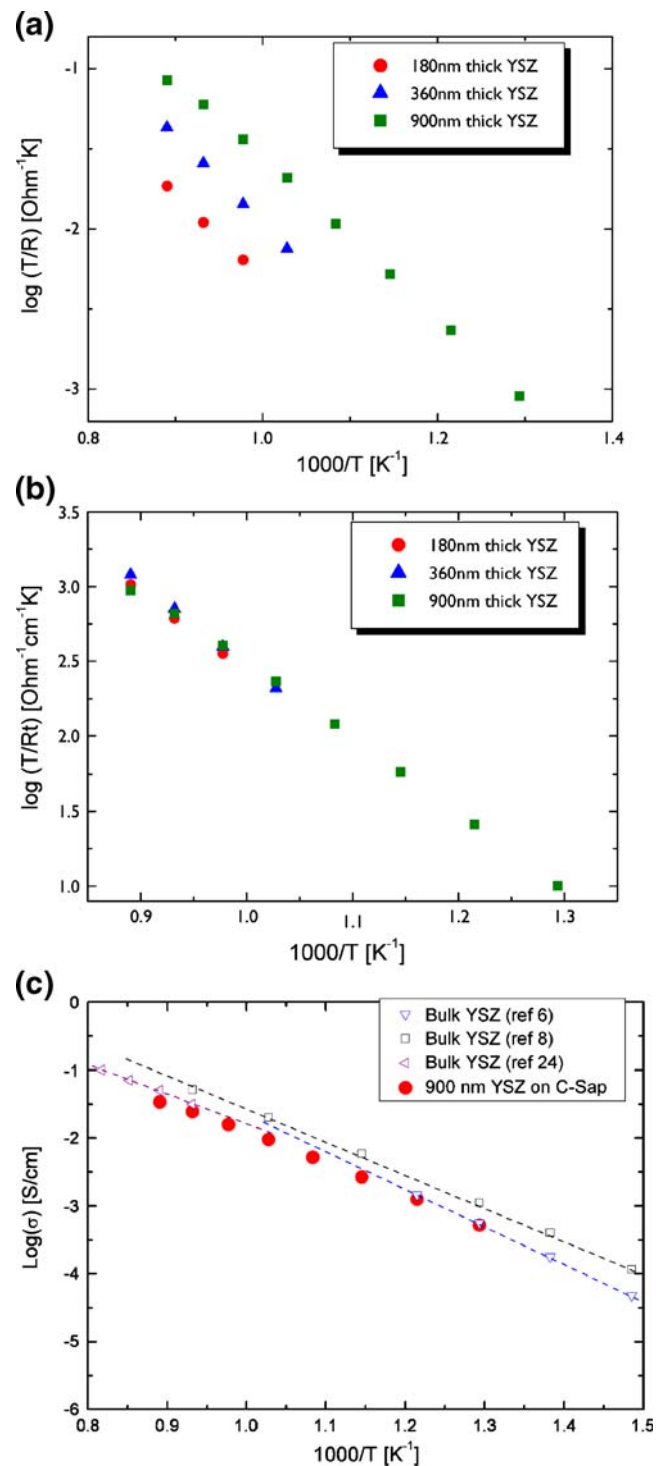 (a)
-1
-2
-3
log (T/R) [Ohm⁻¹K]
180nm thick YSZ
360nm thick YSZ
900nm thick YSZ
0.8 1.0 1.2 1.4
1000/T [K⁻¹]
(b)
3.5
3.0
2.5
2.0
1.5
1.0
log (T/Rt) [Ohm⁻¹cm⁻¹K]
180nm thick YSZ
360nm thick YSZ
900nm thick YSZ
0.9 1.0 1.1 1.2 1.3
1000/T [K⁻¹]
(c)
0
-1
-2
-3
-4
-5
-6
Log(σ) [S/cm]
Bulk YSZ (ref 6)
Bulk YSZ (ref 8)
Bulk YSZ (ref 24)
900 nm YSZ on C-Sap
0.8 0.9 1.0 1.1 1.2 1.3 1.4 1.5
1000/T [K⁻¹]